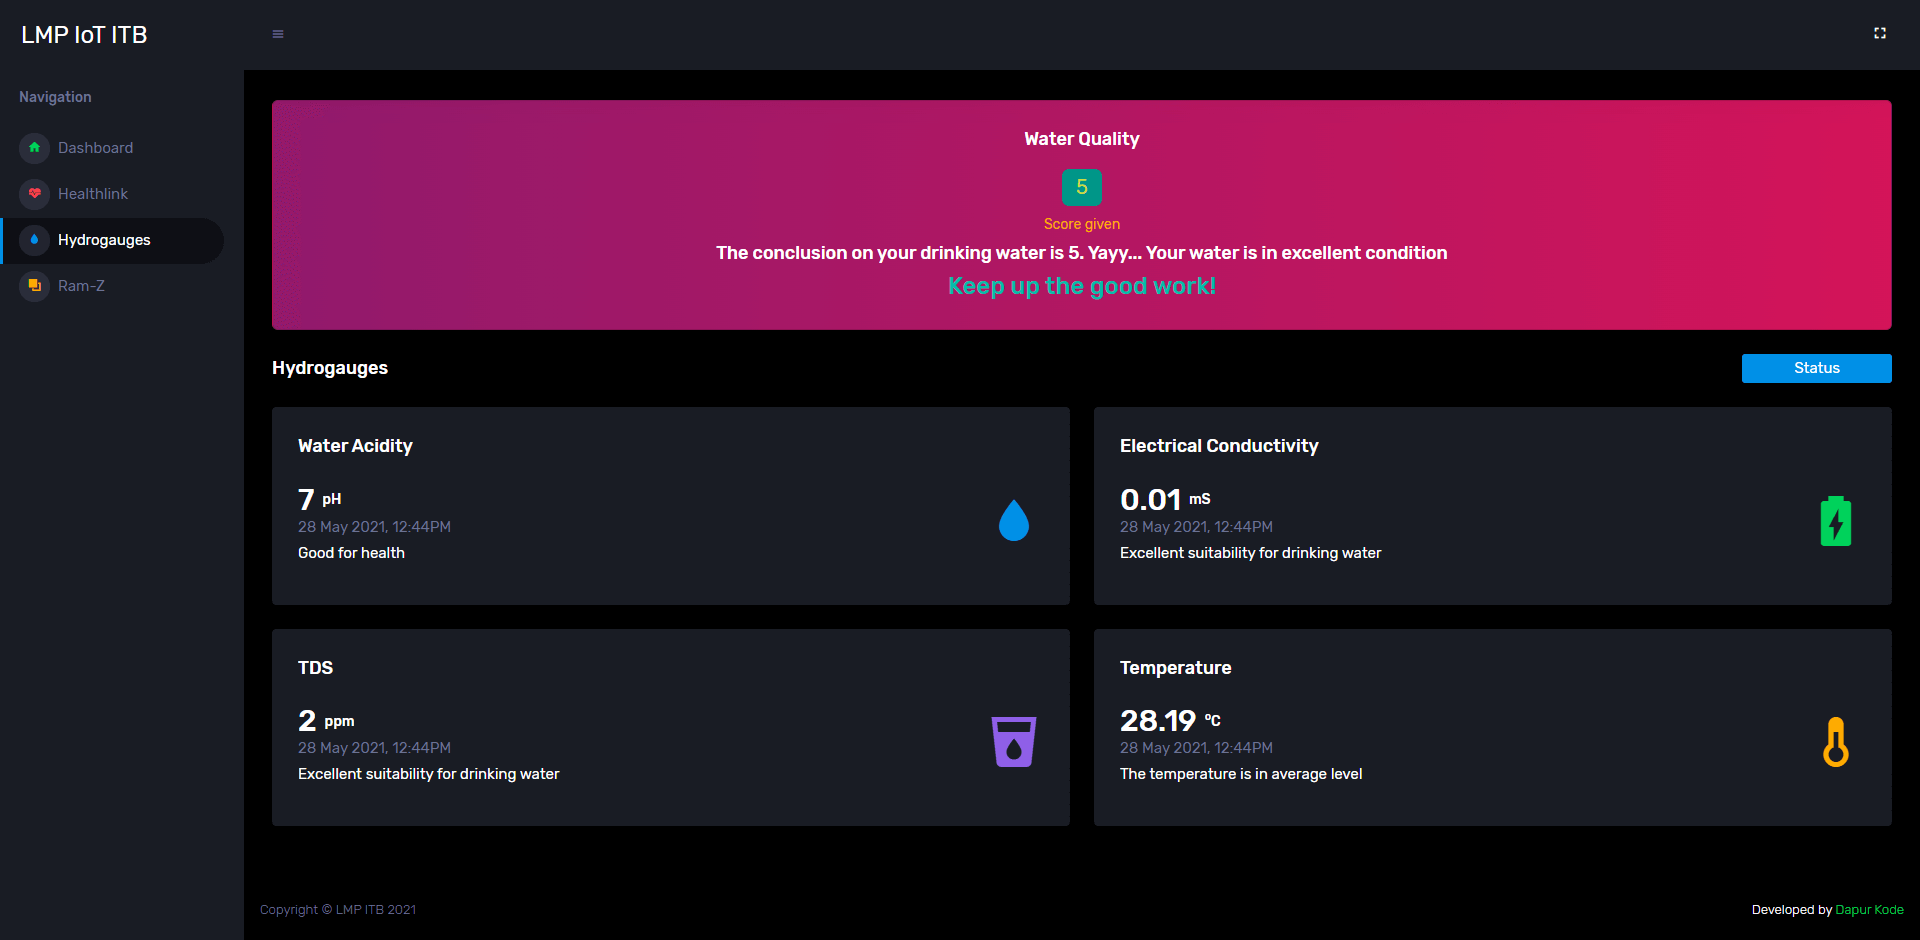 LMP IoT ITB
Navigation
Dashboard
Healthlink
Hydrogauges
Ram-Z
Water Quality
5
Score given
The conclusion on your drinking water is 5. Yayy... Your water is in excellent condition
Keep up the good work!
Hydrogauges
Status
Water Acidity
7 pH
28 May 2021, 12:44PM
Good for health
Electrical Conductivity
0.01 mS
28 May 2021, 12:44PM
Excellent suitability for drinking water
TDS
2 ppm
28 May 2021, 12:44PM
Excellent suitability for drinking water
Temperature
28.19 °C
28 May 2021, 12:44PM
The temperature is in average level
Copyright © LMP ITB 2021
Developed by Dapur Kode